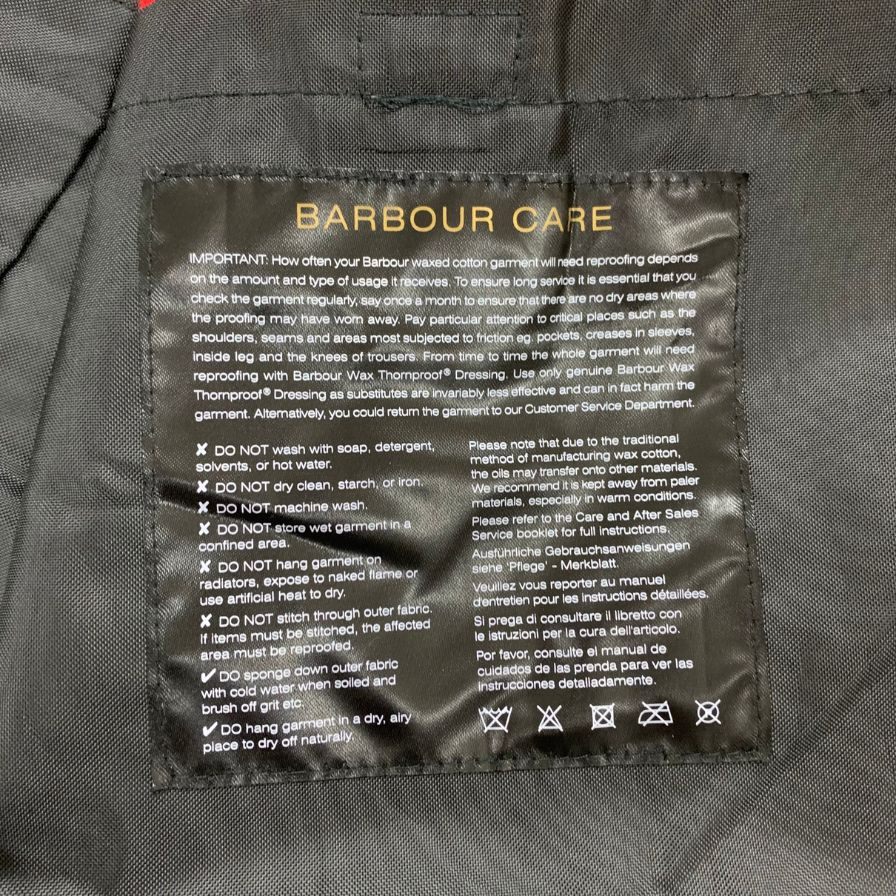 BARBOUR CARE
IMPORTANT: How often your Barbour waxed cotton garment will need reproofing depends
on the amount and type of usage it receives. To ensure long service it is essential that you
check the garment regularly, say once a month to ensure that there are no dry areas where
the proofing may have worn away. Pay particular attention to critical places such as the
shoulders, seams and areas most subjected to friction eg. pockets, creases in sleeves,
inside leg and the knees of trousers. From time to time the whole garment will need
reproofing with Barbour Wax Thornproof® Dressing. Use only genuine Barbour Wax
Thornproof® Dressing as substitutes are invariably less effective and can in fact harm the
garment. Alternatively, you could return the garment to our Customer Service Department.
✘ DO NOT wash with soap, detergent,
solvents, or hot water.
✘ DO NOT dry clean, starch, or iron.
✘ DO NOT machine wash.
✘ DO NOT store wet garment in a
confined area.
✘ DO NOT hang garment on
radiators, expose to naked flame or
use artificial heat to dry.
✘ DO NOT stitch through outer fabric.
If items must be stitched, the affected
area must be reproofed.
✔ DO sponge down outer fabric
with cold water when soiled and
brush off grit etc.
✔ DO hang garment in a dry, airy
place to dry off naturally.
Please note that due to the traditional
method of manufacturing wax cotton,
the oils may transfer onto other materials.
We recommend it is kept away from paler
materials, especially in warm conditions.
Please refer to the Care and After Sales
Service booklet for full instructions.
Ausführliche Gebrauchsanweisungen
siehe 'Pflege' - Merkblatt.
Veuillez vous reporter au manuel
d'entretien pour les instructions détaillées.
Si prega di consultare il libretto con
le istruzioni per la cura dell'articolo.
Por favor, consulte el manual de
cuidados de las prenda para ver las
instrucciones detalladamente.